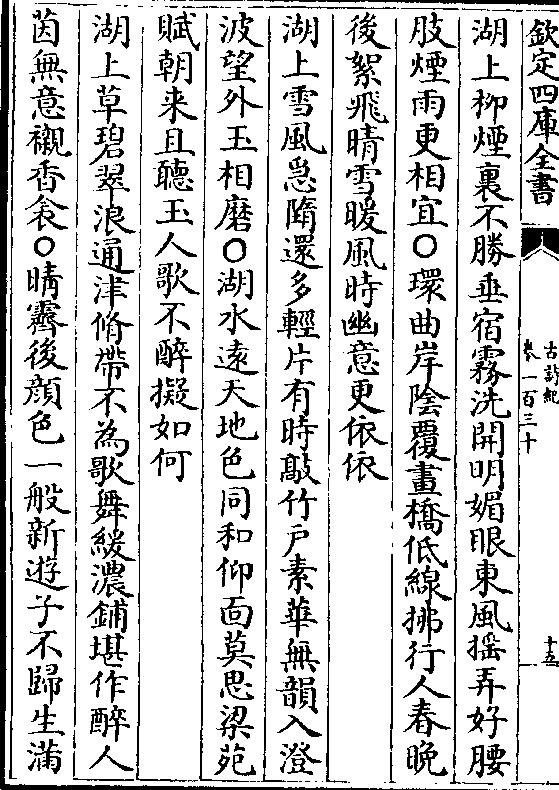 欽定四庫全書
古詩紀
卷一百三十
十五
湖上柳煙裏不勝垂宿霧洗開明媚眼東風揺弄好腰
肢煙雨更相宜○環曲岸陰覆畫橋低線拂行人春晚
後絮飛晴雪暖風時幽意更依依
湖上雪風急墮還多輕片有時敲竹戶素華無韻入澄
波望外玉相磨○湖水遠天地色同和仰面莫思梁苑
賦朝来且聽玉人歌不醉擬如何
湖上草碧翠浪通津脩帶不為歌舞緩濃鋪堪作醉人
茵無意襯香衾○晴霽後顔色一般新遊子不歸生滿